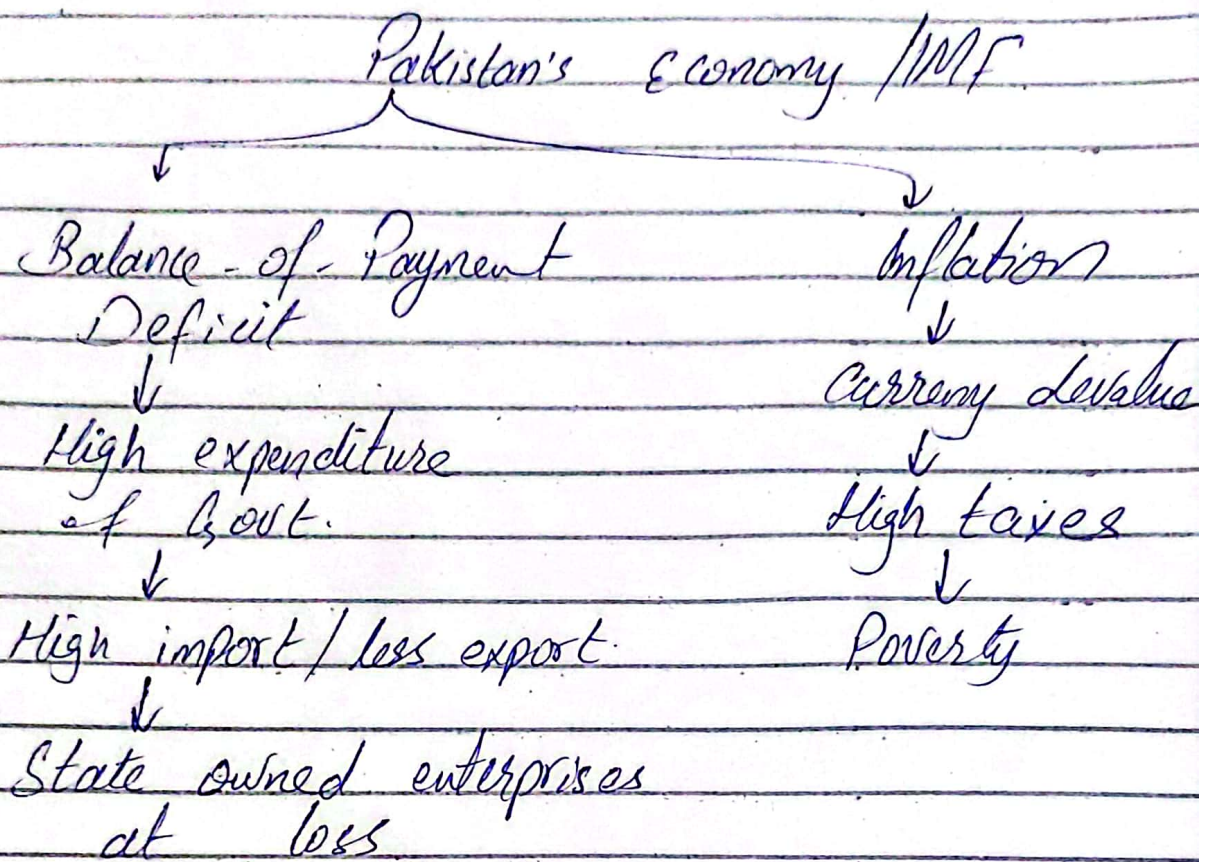 Pakistan's Economy /IMF
Balance-of-Payment Inflation
Deficit
Currency devalue
High expenditure
of Govt. High taxes
High import/less export. Poverty
State owned enterprises
at loss